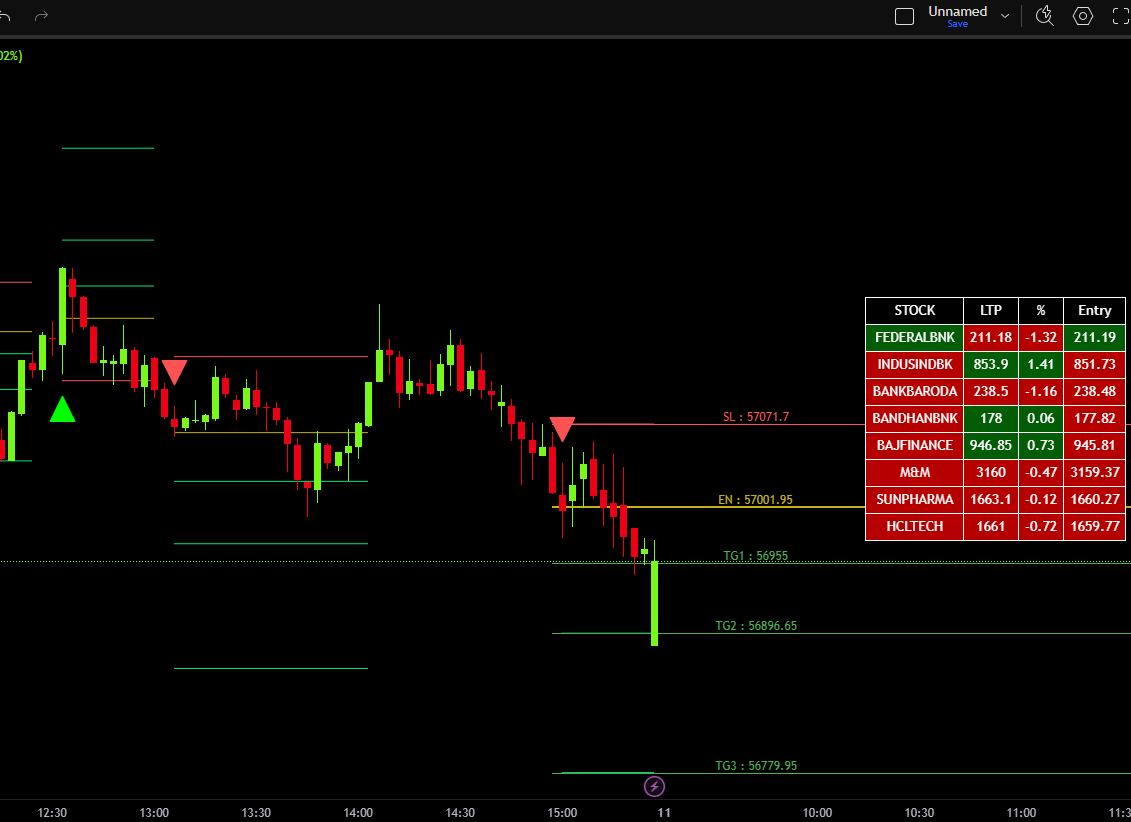 Unnamed
Save
02%)
STOCK LTP % Entry
FEDERALBNK 211.18 -1.32 211.19
INDUSINDBK 853.9 1.41 851.73
BANKBARODA 238.5 -1.16 238.48
BANDHANBNK 178 0.06 177.82
BAJFINANCE 946.85 0.73 945.81
M&M 3160 -0.47 3159.37
SUNPHARMA 1663.1 -0.12 1660.27
HCLTECH 1661 -0.72 1659.77
SL : 57071.7
EN : 57001.95
TG1 : 56955
TG2 : 56896.65
TG3 : 56779.95
12:30 13:00 13:30 14:00 14:30 15:00 11 10:00 10:30 11:00 11:3